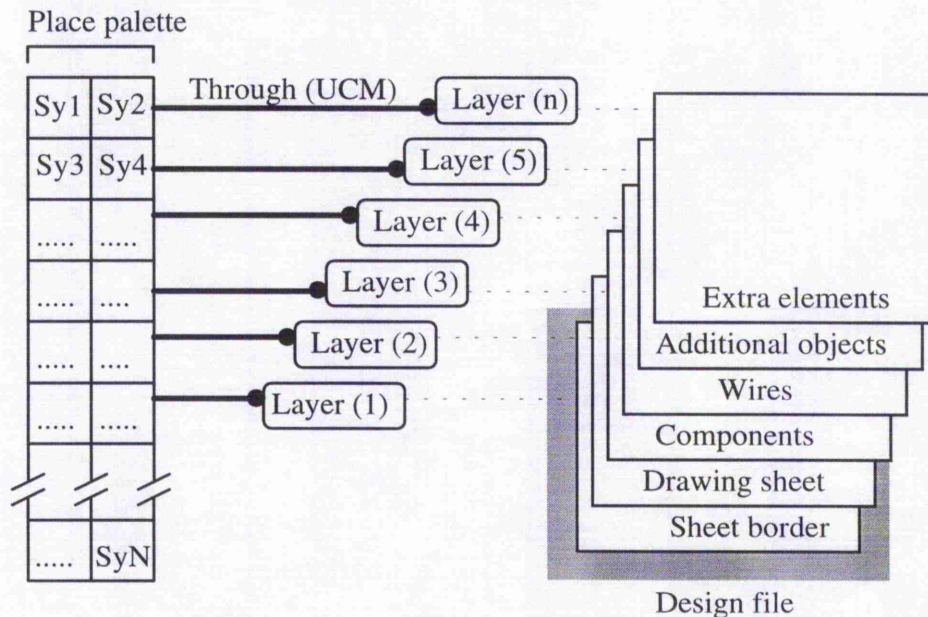 Place palette
Sy1 Sy2
Through (UCM)
Layer (n)
Sy3 Sy4
Layer (5)
Layer (4)
..... .....
Layer (3)
..... ....
Layer (2)
..... ....
Layer (1)
..... .....
..... SyN
Extra elements
Additional objects
Wires
Components
Drawing sheet
Sheet border
Design file